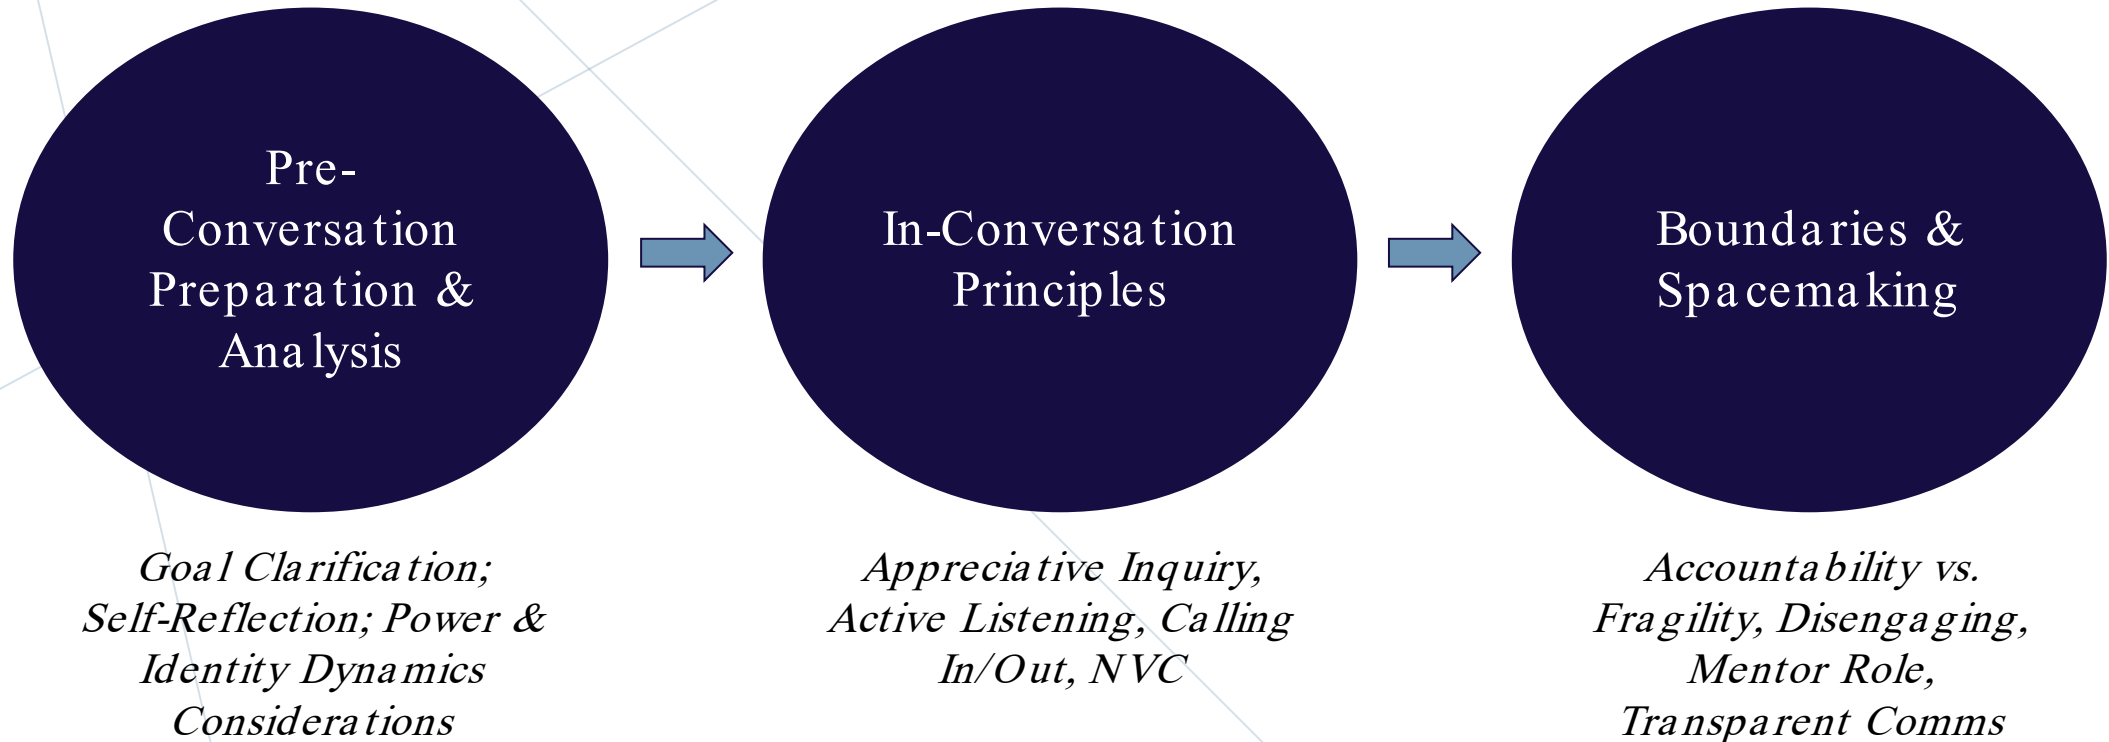 Pre-
Conversation
Preparation &
Analysis
Goal Clarification;
Self-Reflection; Power &
Identity Dynamics
Considerations
In-Conversation
Principles
Appreciative Inquiry,
Active Listening, Calling
In/Out, NVC
Boundaries &
Spacemaking
Accountability vs.
Fragility, Disengaging,
Mentor Role,
Transparent Comms